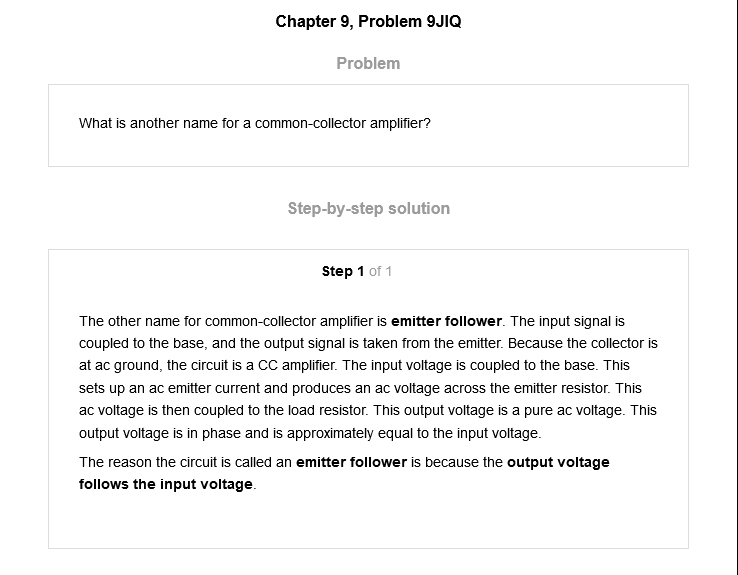 Chapter 9, Problem 9JIQ
Problem
What is another name for a common-collector amplifier?
Step-by-step solution
Step 1 of 1
The other name for common-collector amplifier is emitter follower. The input signal is
coupled to the base, and the output signal is taken from the emitter. Because the collector is
at ac ground, the circuit is a CC amplifier. The input voltage is coupled to the base. This
sets up an ac emitter current and produces an ac voltage across the emitter resistor. This
ac voltage is then coupled to the load resistor. This output voltage is a pure ac voltage. This
output voltage is in phase and is approximately equal to the input voltage.
The reason the circuit is called an emitter follower is because the output voltage
follows the input voltage.